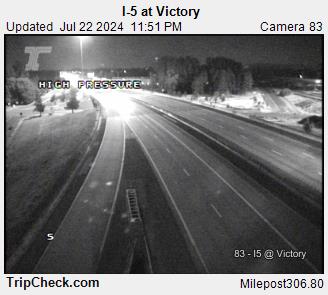 I-5 at Victory
Updated  Jul 22 2024  11:51 PM
Camera 83
HIGH PRESSURE
S
83 - I5 @ Victory
TripCheck.com
Milepost306.80